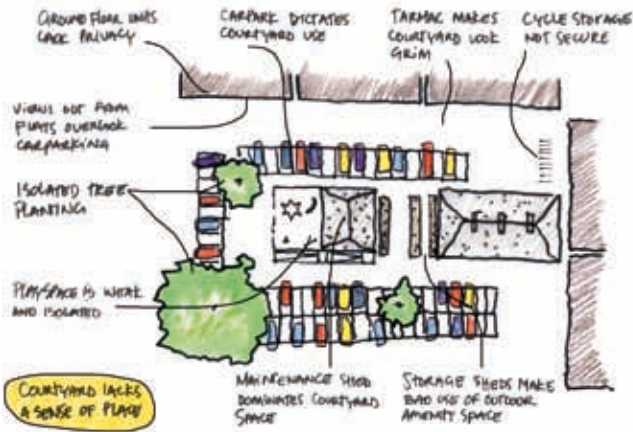 GROUND FLOOR UNITS
LACK PRIVACY
CARPARK DICTATES
COURTYARD USE
TARMAC MAKES
COURTYARD LOOK
GRIM
CYCLE STORAGE
NOT SECURE
VIEWS OUT FROM
FLATS OVERLOOK
CARPARKING
ISOLATED TREE
PLANTING
PLAYSPACE IS WEAK
AND ISOLATED
COURTYARD LACKS
A SENSE OF PLACE
MAINTENANCE SHED
DOMINATES COURTYARD
SPACE
STORAGE SHEDS MAKE
BAD USE OF OUTDOOR
AMENITY SPACE